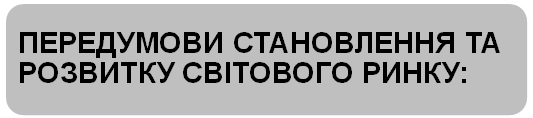 ПЕРЕДУМОВИ СТАНОВЛЕННЯ ТА
РОЗВИТКУ СВІТОВОГО РИНКУ: